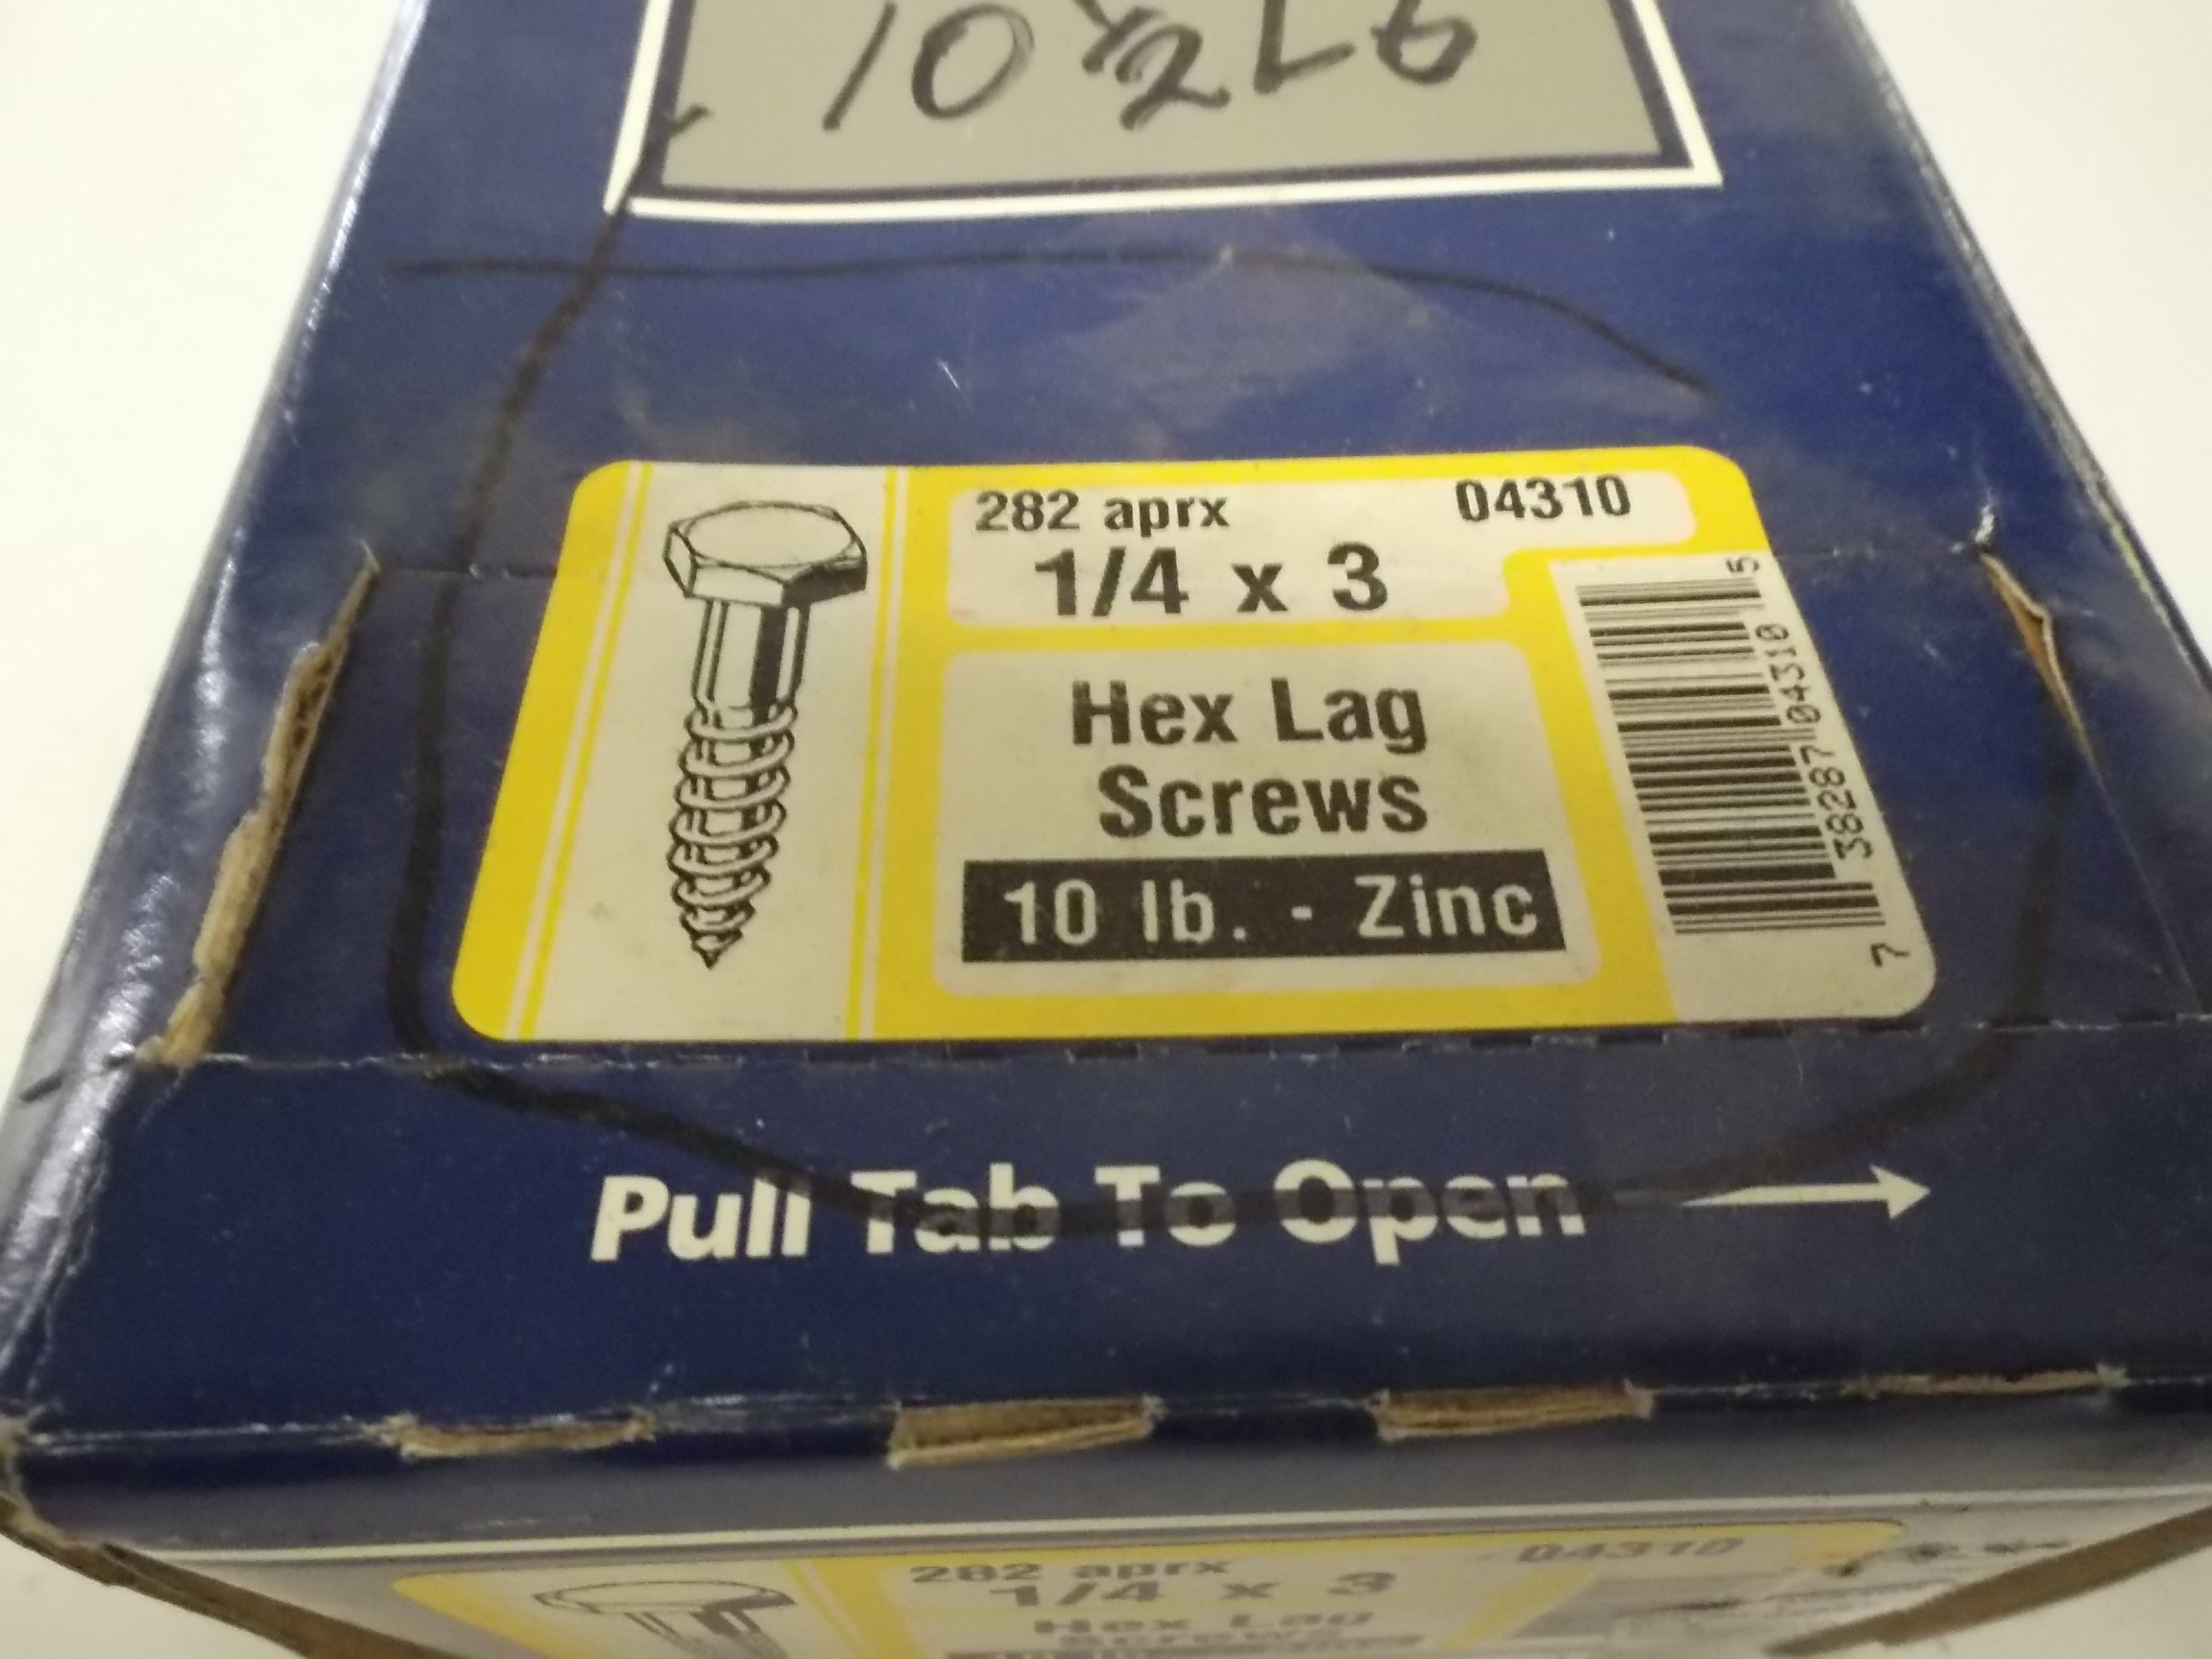 282 aprx 04310
1/4 x 3
Hex Lag
Screws
10 lb. - Zinc
7 38287 04310 5
Pull Tab To Open
282 aprx 04310
1/4 x 3
Hex Lag
Screws